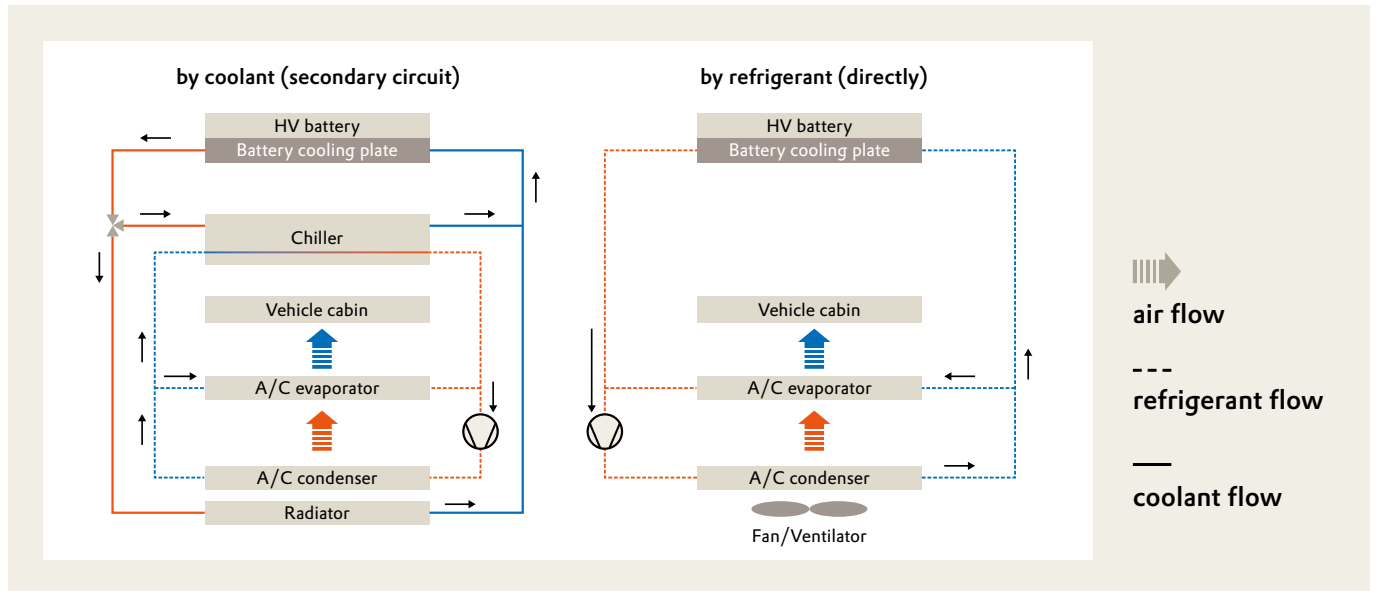 by coolant (secondary circuit)
HV battery
Battery cooling plate
Chiller
Vehicle cabin
A/C evaporator
A/C condenser
Radiator
by refrigerant (directly)
HV battery
Battery cooling plate
Vehicle cabin
A/C evaporator
A/C condenser
Fan/Ventilator
air flow
refrigerant flow
coolant flow